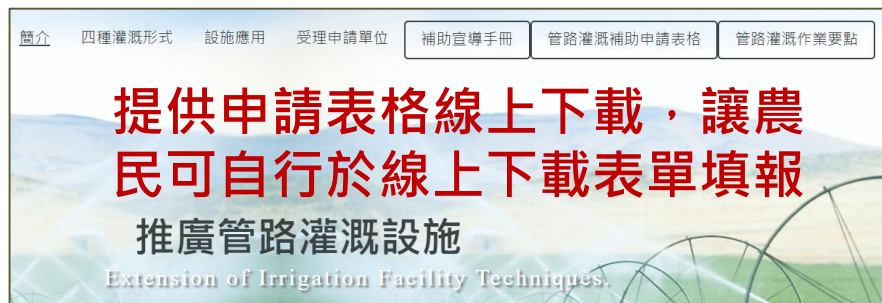 簡介 四種灌溉形式 設施應用 受理申請單位 補助宣導手冊 管路灌溉補助申請表格 管路灌溉作業要點
提供申請表格線上下載，讓農
民可自行於線上下載表單填報
推廣管路灌溉設施
Extension of Irrigation Facility Techniques.